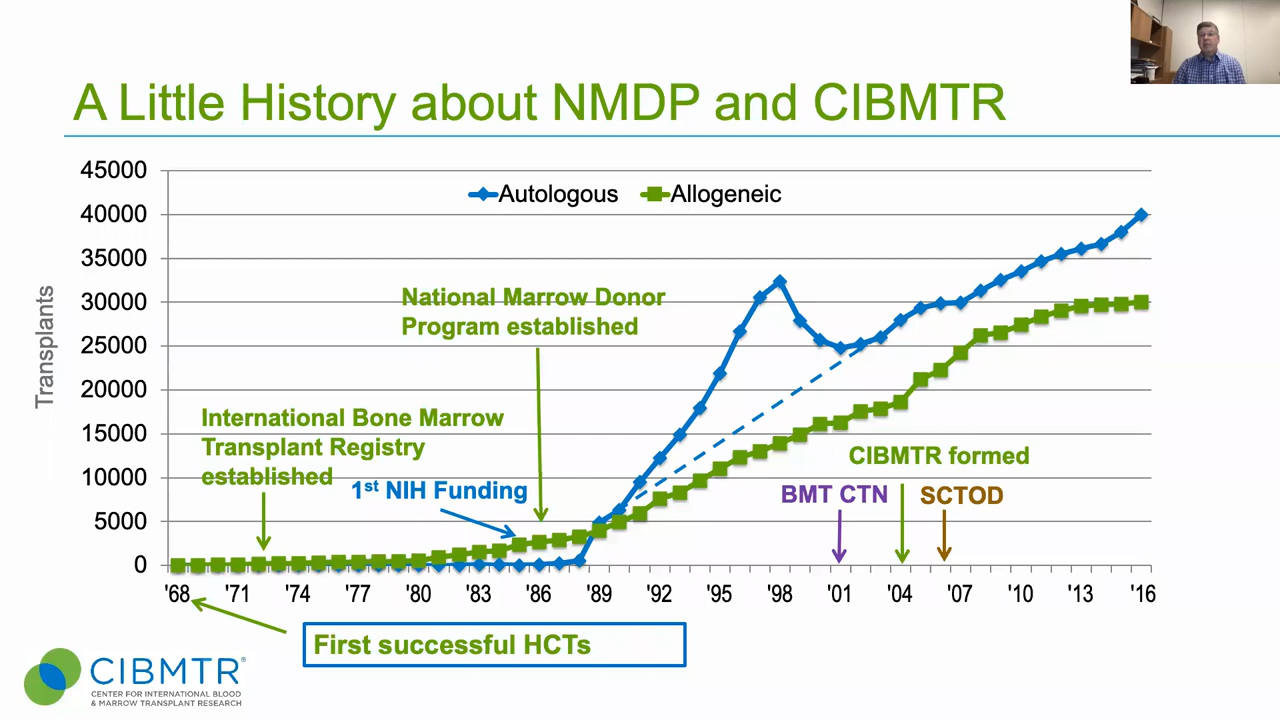 A Little History about NMDP and CIBMTR
45000
40000
35000
30000
25000
20000
15000
10000
5000
0
Transplants
Autologous
Allogeneic
National Marrow Donor
Program established
International Bone Marrow
Transplant Registry
established
1st NIH Funding
CIBMTR formed
BMT CTN
SCTOD
'68 '71 '74 '77 '80 '83 '86 '89 '92 '95 '98 '01 '04 '07 '10 '13 '16
First successful HCTs
CIBMTR®
CENTER FOR INTERNATIONAL BLOOD
& MARROW TRANSPLANT RESEARCH